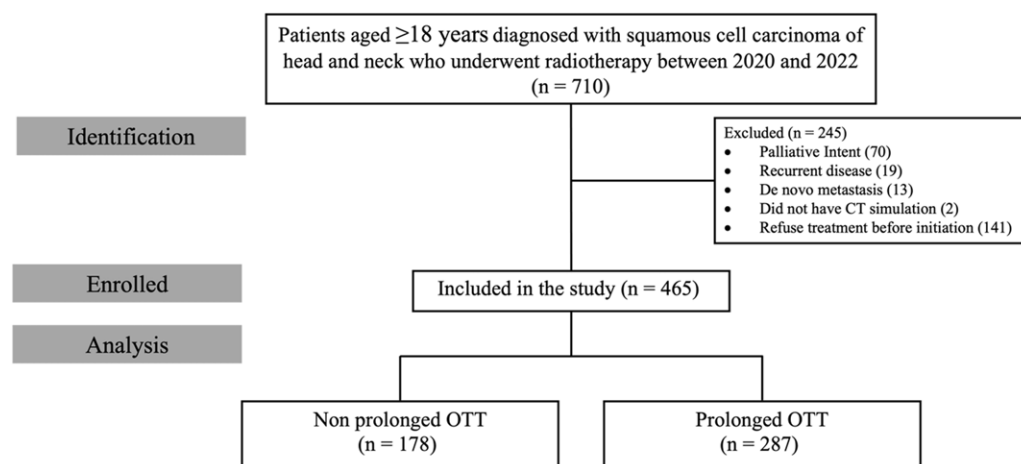 Patients aged ≥18 years diagnosed with squamous cell carcinoma of
head and neck who underwent radiotherapy between 2020 and 2022
(n = 710)
Identification
Excluded (n = 245)
• Palliative Intent (70)
• Recurrent disease (19)
• De novo metastasis (13)
• Did not have CT simulation (2)
• Refuse treatment before initiation (141)
Enrolled
Included in the study (n = 465)
Analysis
Non prolonged OTT
(n = 178)
Prolonged OTT
(n = 287)